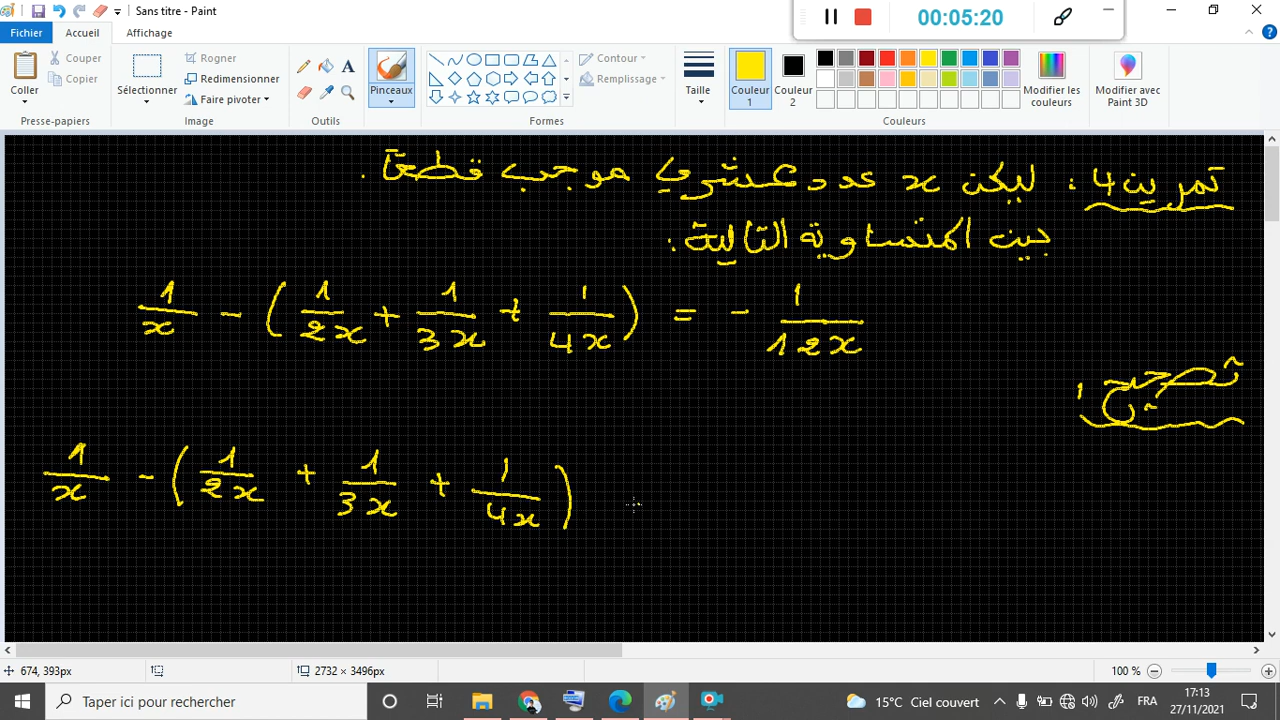 Sans titre - Paint
00:05:20
Fichier Accueil Affichage
Coller Couper Copier
Sélectionner Rogner Redimensionner Faire pivoter
A
Pinceaux
Contour Remplissage
Taille
Couleur 1 Couleur 2
Modifier les couleurs
Modifier avec Paint 3D
Presse-papiers Image Outils Formes Couleurs
تمرين 4 : ليكن x عدد عشري موجب قطعاً .
بين المتساوية التالية :
1/x - (1/2x + 1/3x + 1/4x) = - 1/12x
تصحيح :
1/x - (1/2x + 1/3x + 1/4x)
674, 393px 2732 × 3496px 100 %
Taper ici pour rechercher 15°C Ciel couvert FRA 17:13
27/11/2021